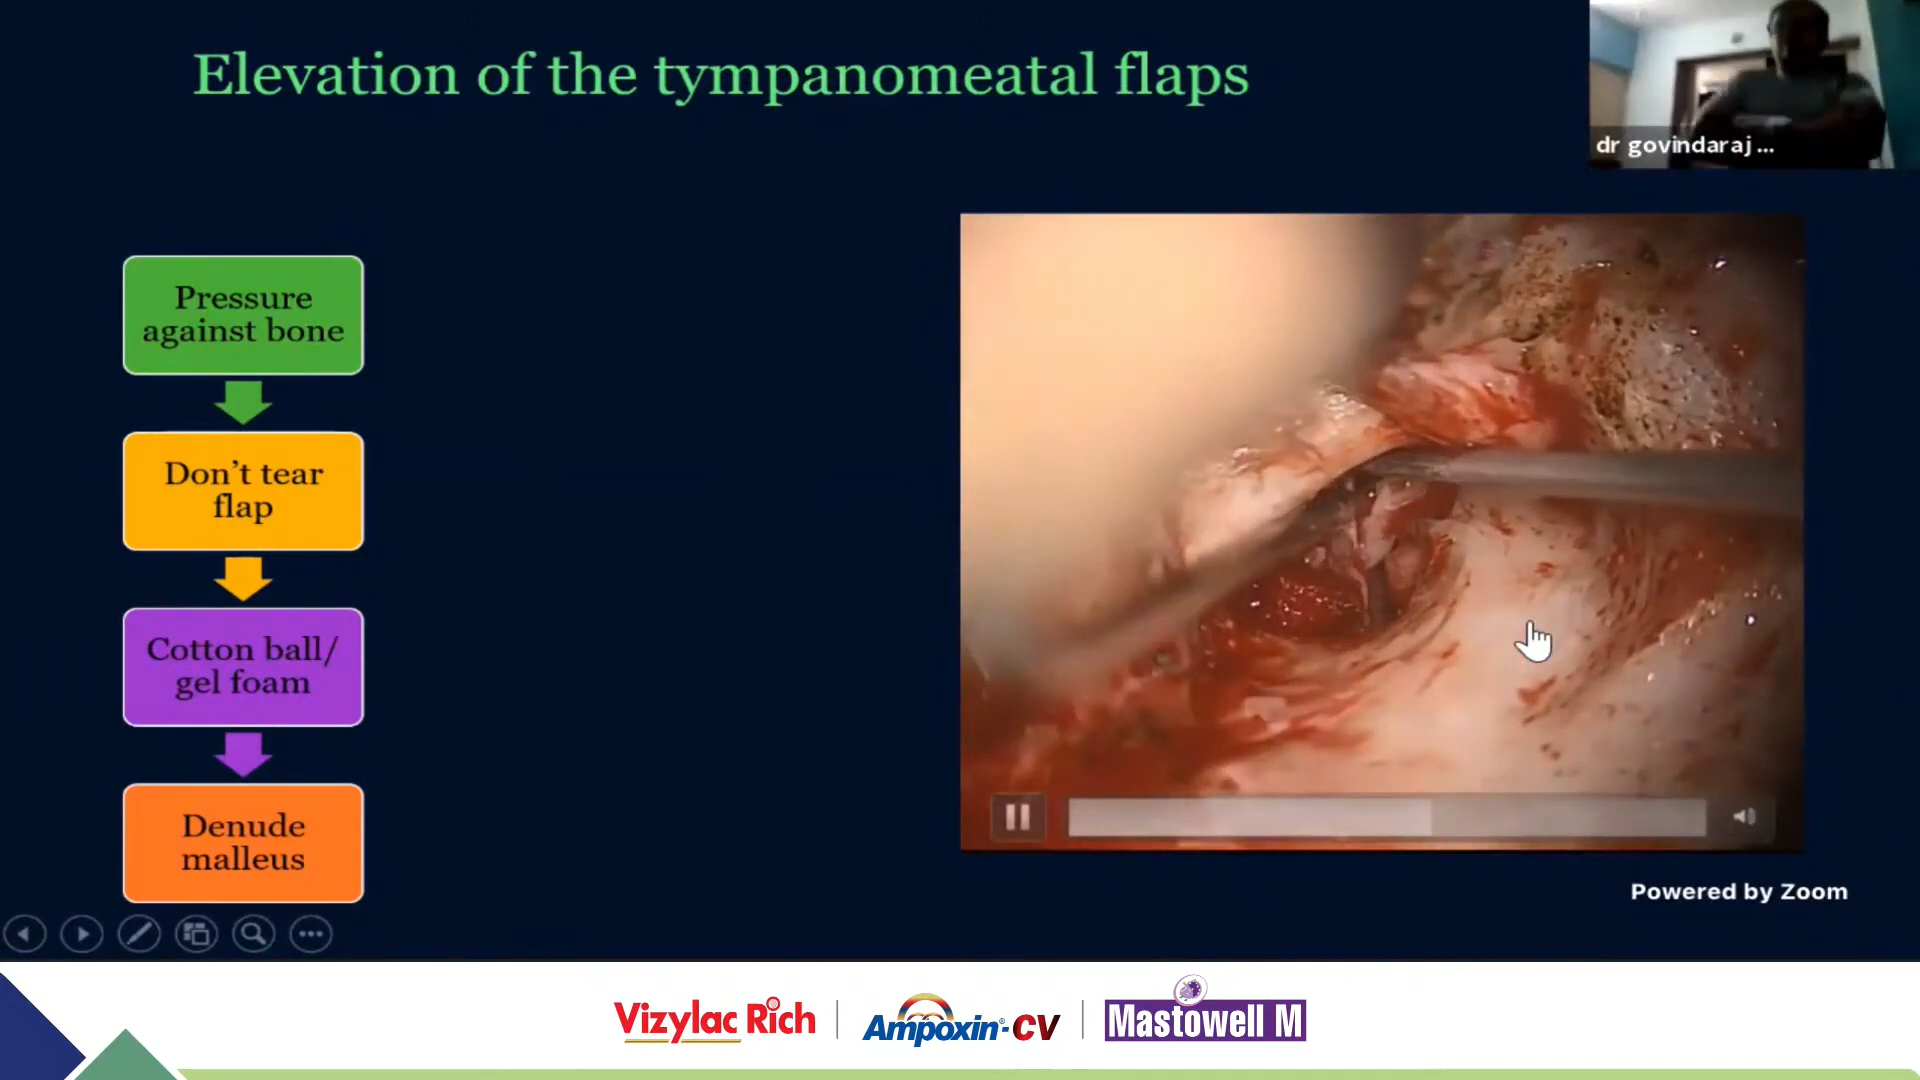 Elevation of the tympanomeatal flaps
dr govindaraj ...
Pressure
against bone
Don’t tear
flap
Cotton ball/
gel foam
Denude
malleus
Powered by Zoom
Vizylac Rich
Ampoxin®-CV
Mastowell M